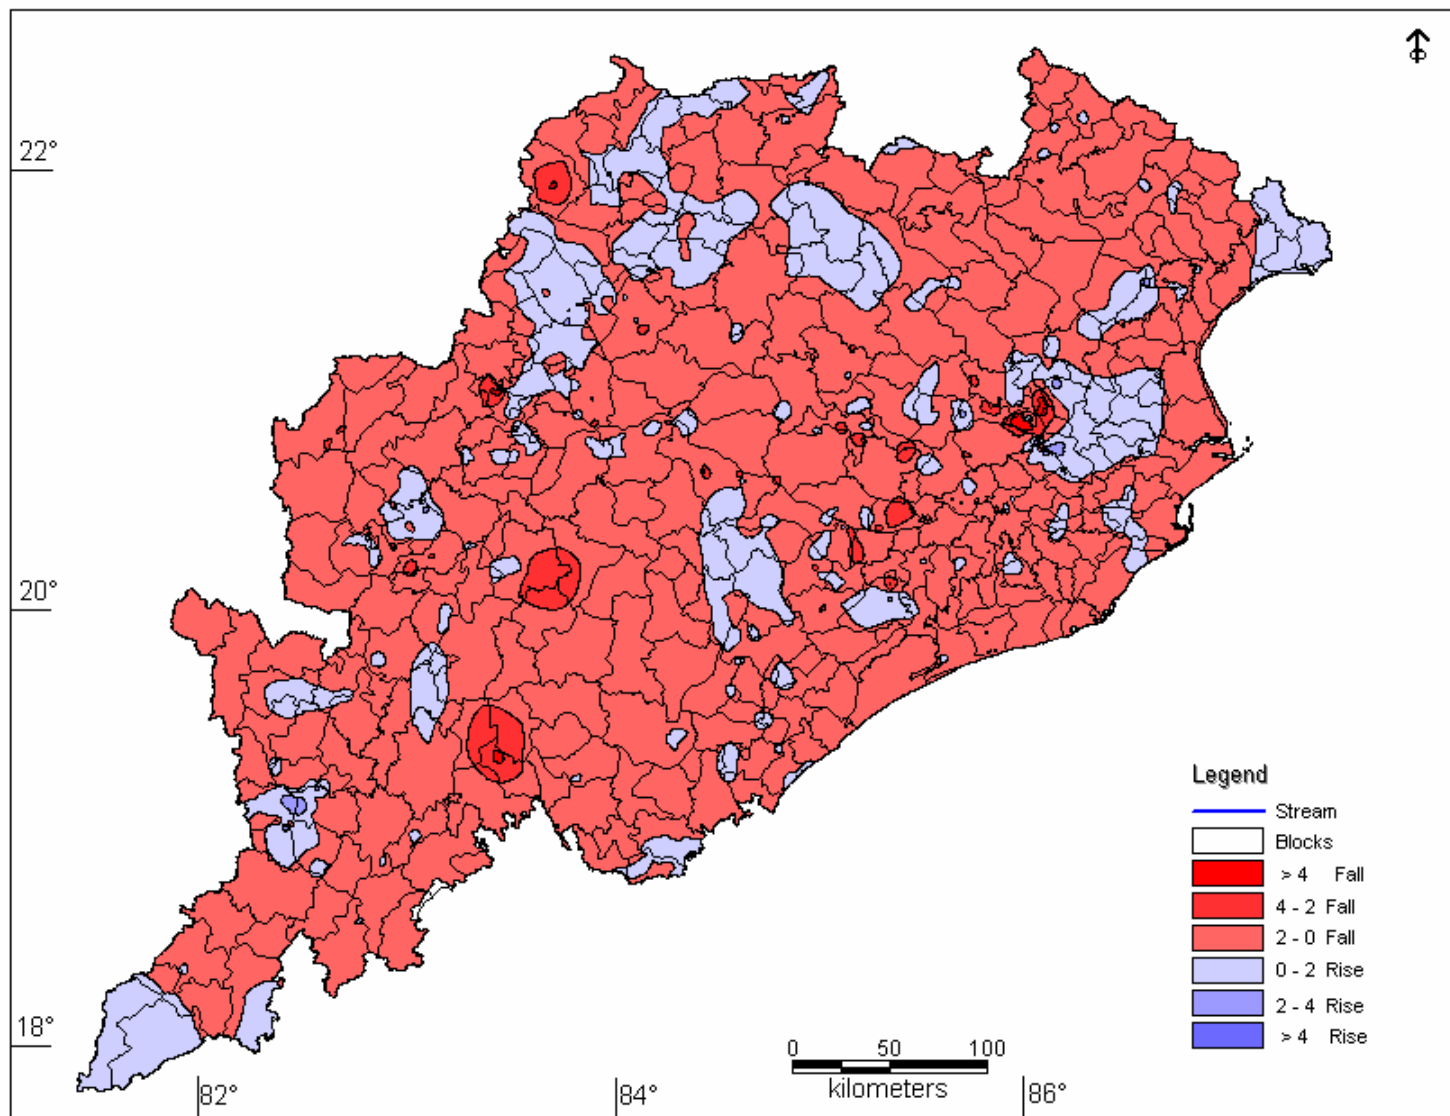 22°
20°
18°
82°
84°
86°
0 50 100
kilometers
Legend
Stream
Blocks
> 4 Fall
4 - 2 Fall
2 - 0 Fall
0 - 2 Rise
2 - 4 Rise
> 4 Rise